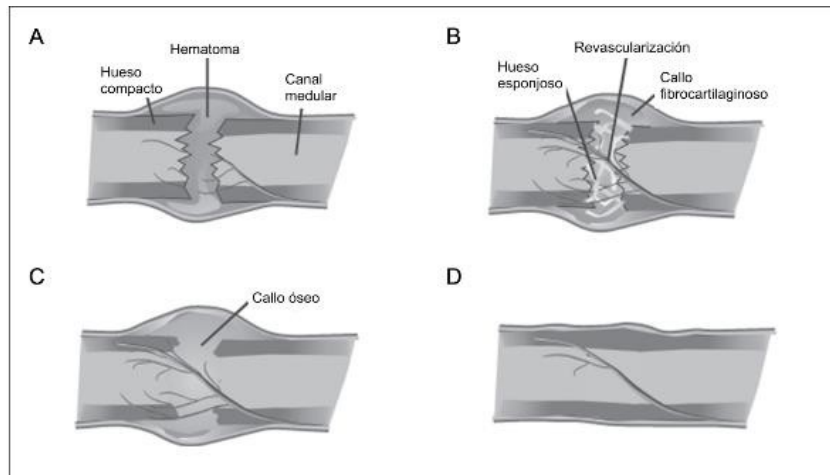 A
Hematoma
Hueso
compacto
Canal
medular
B
Revascularización
Hueso
esponjoso
Callo
fibrocartilaginoso
C
Callo óseo
D